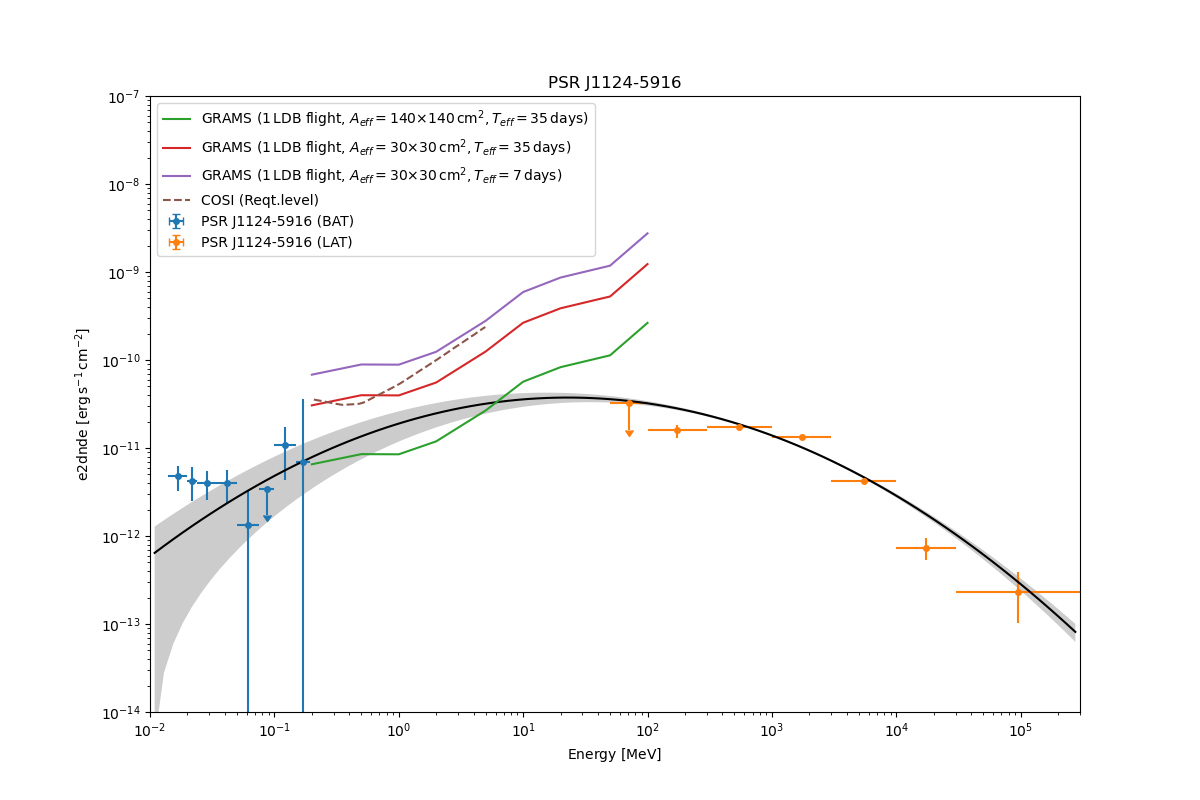 PSR J1124-5916
10⁻⁷
10⁻⁸
10⁻⁹
10⁻¹⁰
10⁻¹¹
10⁻¹²
10⁻¹³
10⁻¹⁴
e2dnde [erg s⁻¹ cm⁻²]
GRAMS (1 LDB flight, A_eff = 140×140 cm², T_eff = 35 days)
GRAMS (1 LDB flight, A_eff = 30×30 cm², T_eff = 35 days)
GRAMS (1 LDB flight, A_eff = 30×30 cm², T_eff = 7 days)
COSI (Reqt.level)
PSR J1124-5916 (BAT)
PSR J1124-5916 (LAT)
10⁻² 10⁻¹ 10⁰ 10¹ 10² 10³ 10⁴ 10⁵
Energy [MeV]